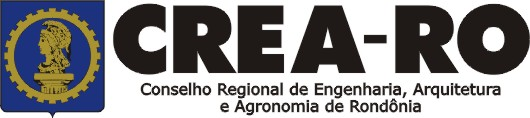 CREA-RO
Conselho Regional de Engenharia, Arquitetura
e Agronomia de Rondônia